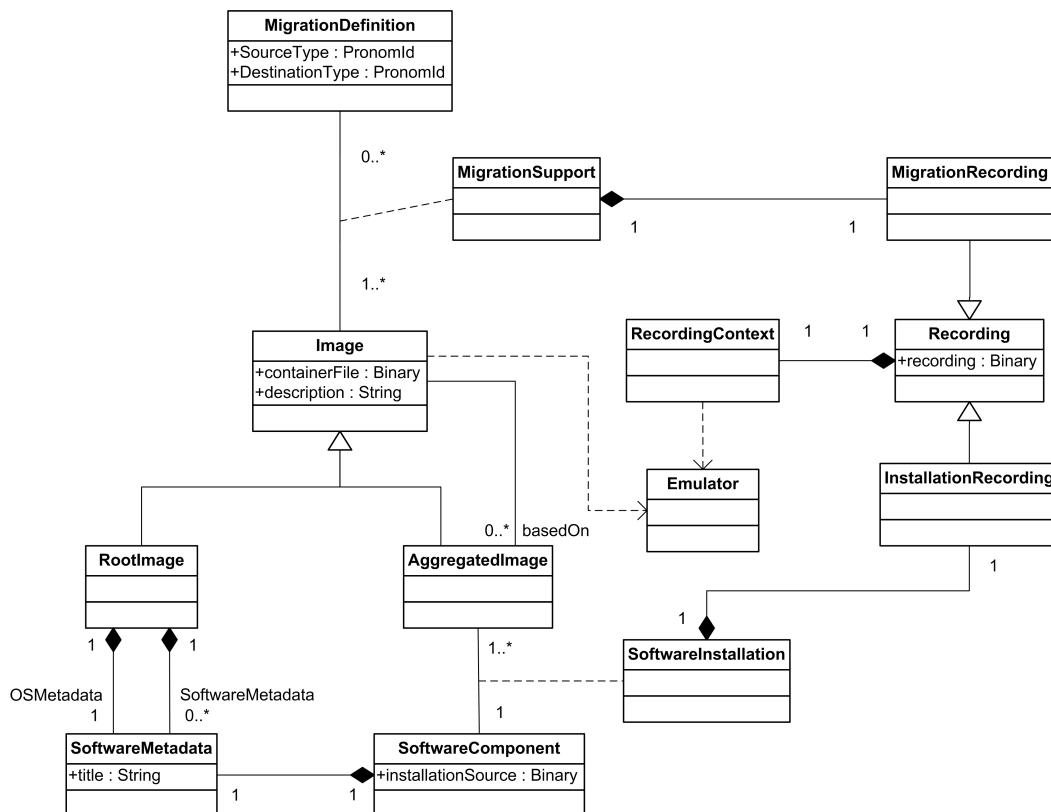 MigrationDefinition
+SourceType : PronomId
+DestinationType : PronomId
0..*
MigrationSupport
MigrationRecording
1
1
1..*
Image
+containerFile : Binary
+description : String
RecordingContext
1
1
Recording
+recording : Binary
Emulator
InstallationRecording
0..* basedOn
RootImage
AggregatedImage
1
1
1
1..*
1
SoftwareInstallation
OSMetadata
SoftwareMetadata
1
0..*
1
SoftwareMetadata
+title : String
SoftwareComponent
+installationSource : Binary
1
1